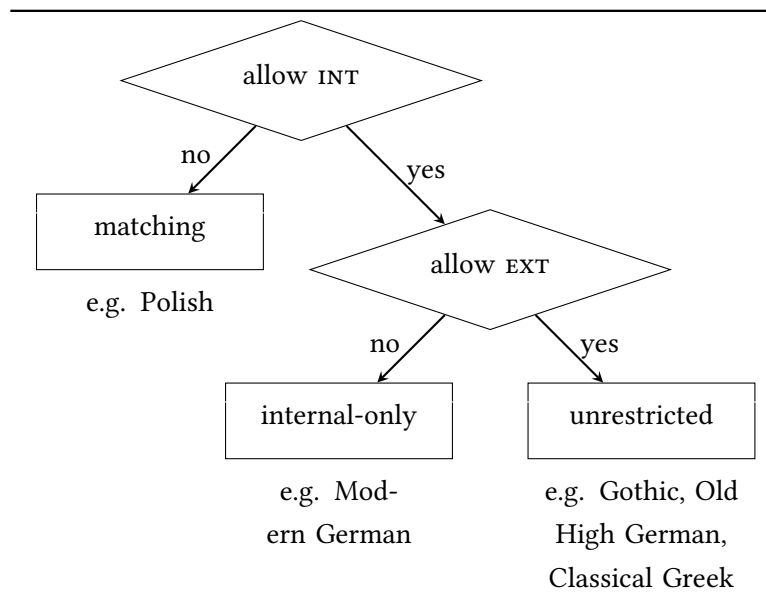 allow INT
no
yes
matching
allow EXT
e.g. Polish
no
yes
internal-only
unrestricted
e.g. Mod-
ern German
e.g. Gothic, Old
High German,
Classical Greek